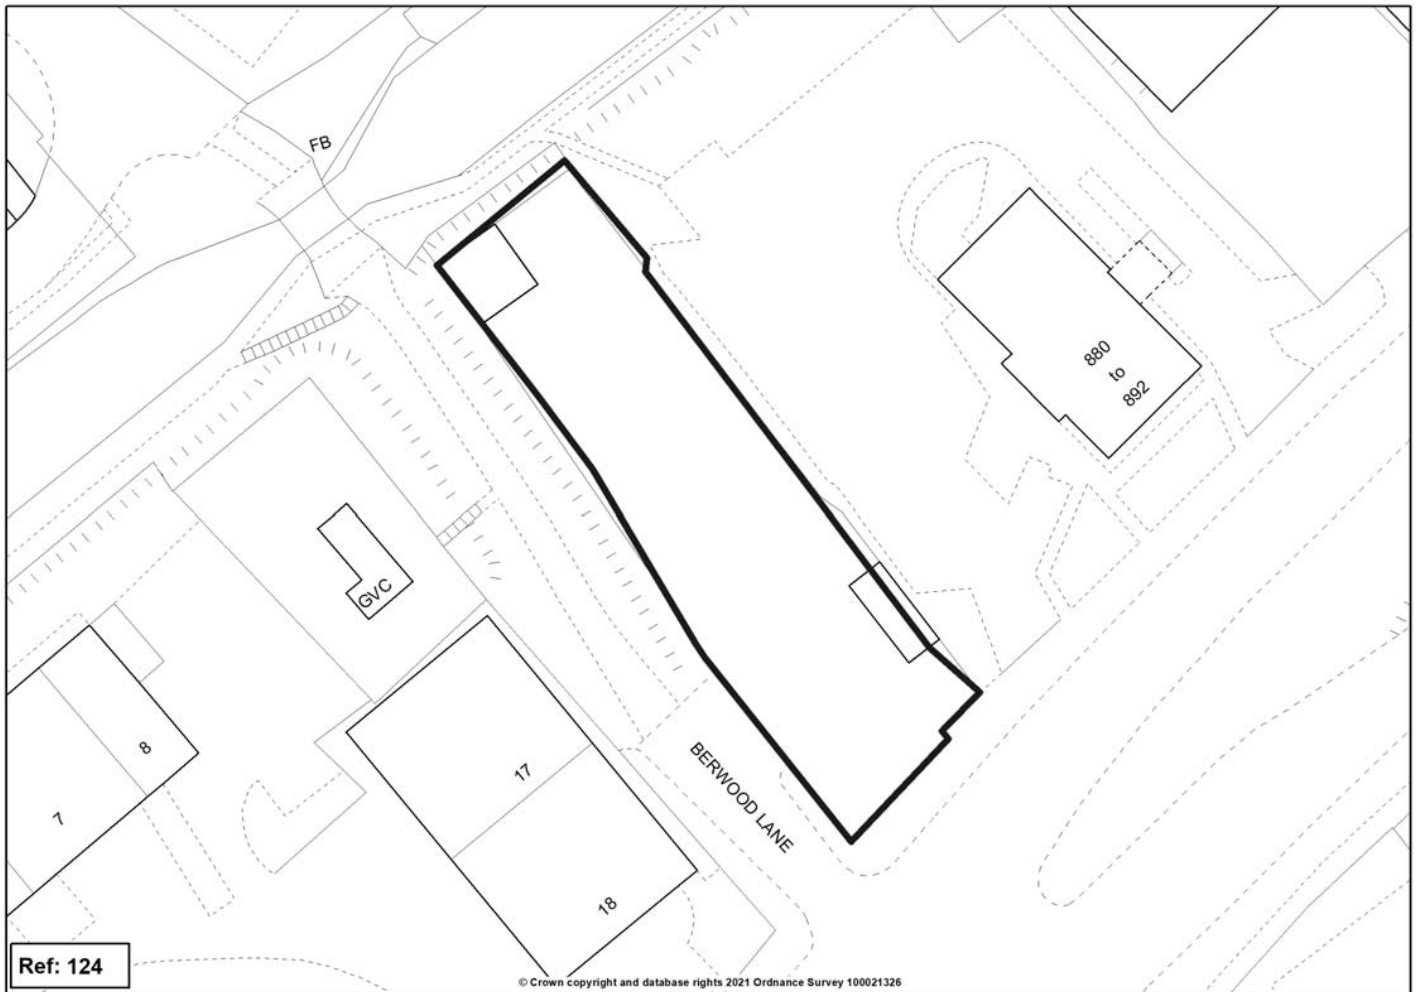 FB
880
to
892
GVC
8
7
17
18
BERWOOD LANE
Ref: 124
© Crown copyright and database rights 2021 Ordnance Survey 100021326